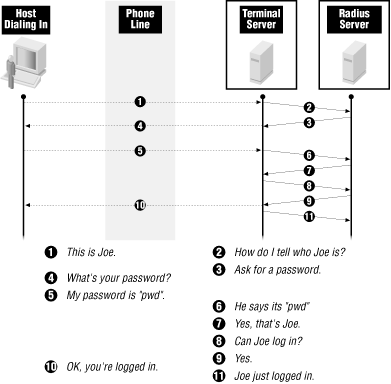 Host
Dialing In
Phone
Line
Terminal
Server
Radius
Server
1
2
3
4
5
6
7
8
10
9
11
1 This is Joe.
2 How do I tell who Joe is?
3 Ask for a password.
4 What's your password?
5 My password is "pwd".
6 He says its "pwd"
7 Yes, that's Joe.
8 Can Joe log in?
9 Yes.
10 OK, you're logged in.
11 Joe just logged in.